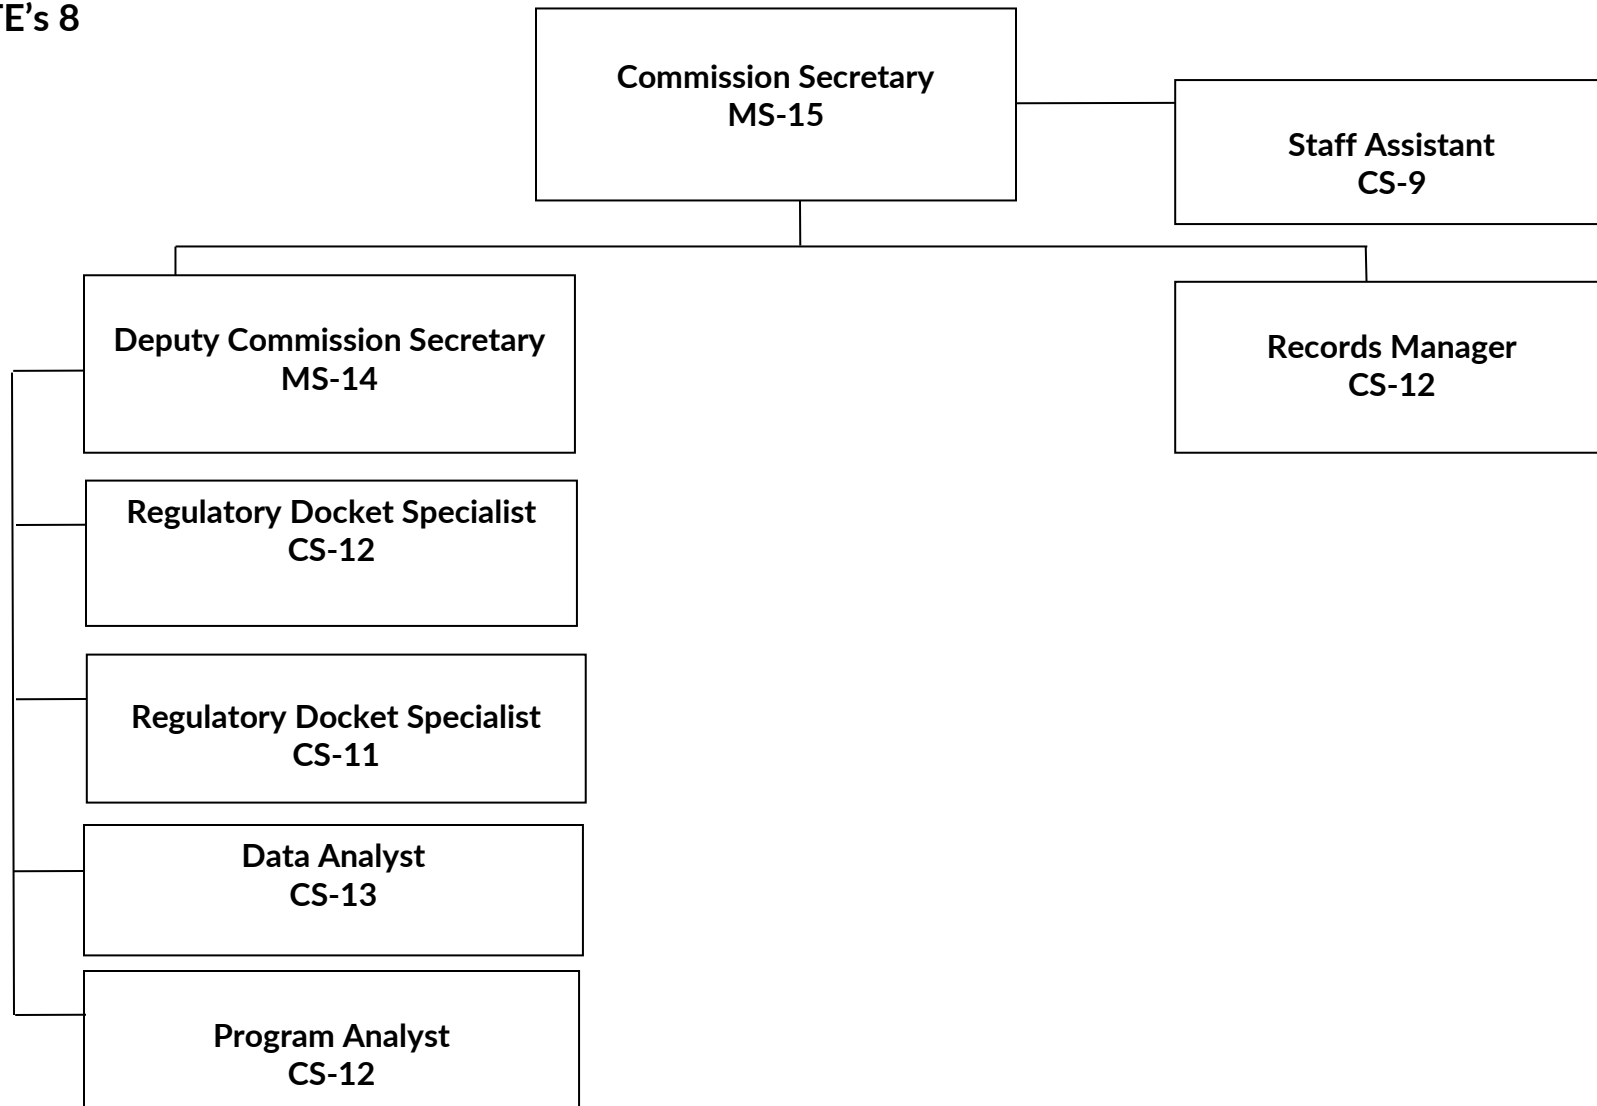 TE’s 8
Commission Secretary
MS-15
Staff Assistant
CS-9
Deputy Commission Secretary
MS-14
Records Manager
CS-12
Regulatory Docket Specialist
CS-12
Regulatory Docket Specialist
CS-11
Data Analyst
CS-13
Program Analyst
CS-12